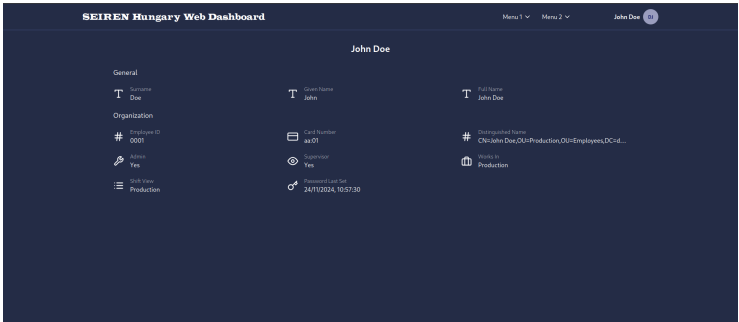 SEIREN Hungary Web Dashboard
Menu 1
Menu 2
John Doe
BI
John Doe
General
Surname
Doe
Given Name
John
Full Name
John Doe
Organization
Employee ID
0001
Card Number
aa:01
Distinguished Name
CN=John Doe,OU=Production,OU=Employees,DC=d...
Admin
Yes
Supervisor
Yes
Works In
Production
Shift View
Production
Password Last Set
24/11/2024, 10:57:30